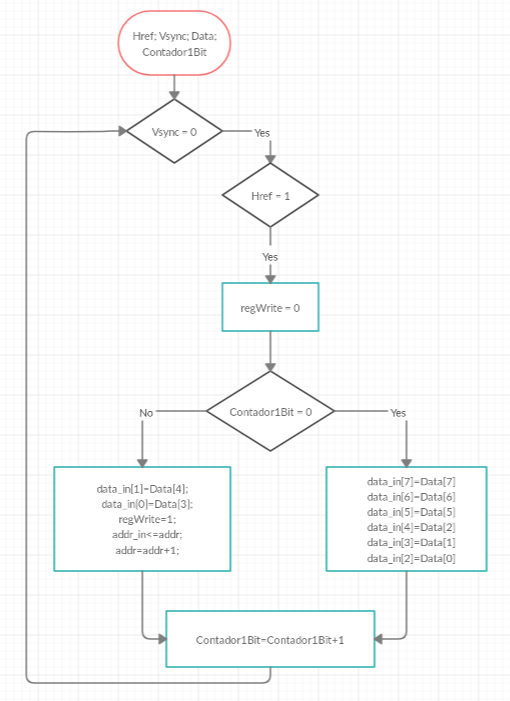 Href; Vsync; Data;
Contador1Bit
Vsync = 0
Yes
Href = 1
Yes
regWrite = 0
Contador1Bit = 0
No
Yes
data_in[1]=Data[4];
data_in[0]=Data[3];
regWrite=1;
addr_in<=addr;
addr=addr+1;
data_in[7]=Data[7]
data_in[6]=Data[6]
data_in[5]=Data[5]
data_in[4]=Data[2]
data_in[3]=Data[1]
data_in[2]=Data[0]
Contador1Bit=Contador1Bit+1